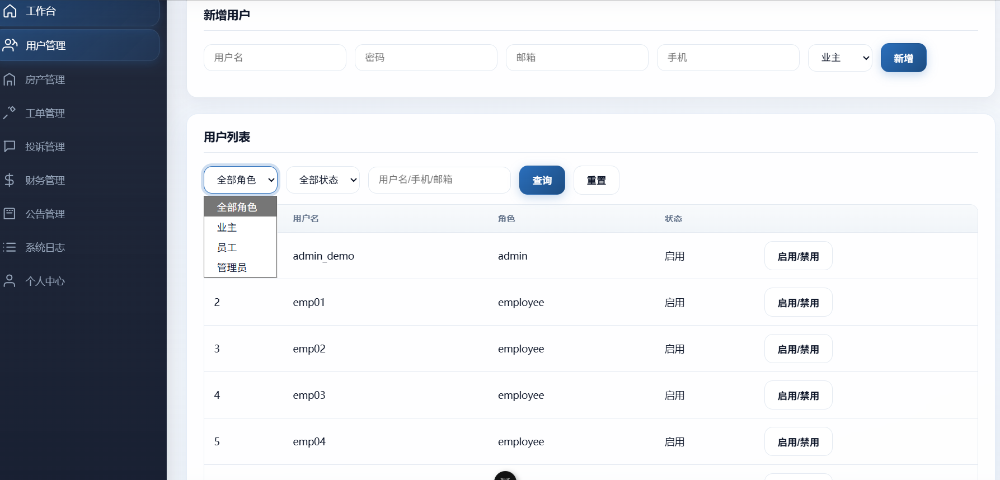 工作台
用户管理
房产管理
工单管理
投诉管理
财务管理
公告管理
系统日志
个人中心
新增用户
用户名 密码 邮箱 手机 业主 新增
用户列表
全部角色 全部状态 用户名/手机/邮箱 查询 重置
全部角色
业主
员工
管理员
用户名 角色 状态
admin_demo admin 启用 启用/禁用
2 emp01 employee 启用 启用/禁用
3 emp02 employee 启用 启用/禁用
4 emp03 employee 启用 启用/禁用
5 emp04 employee 启用 启用/禁用